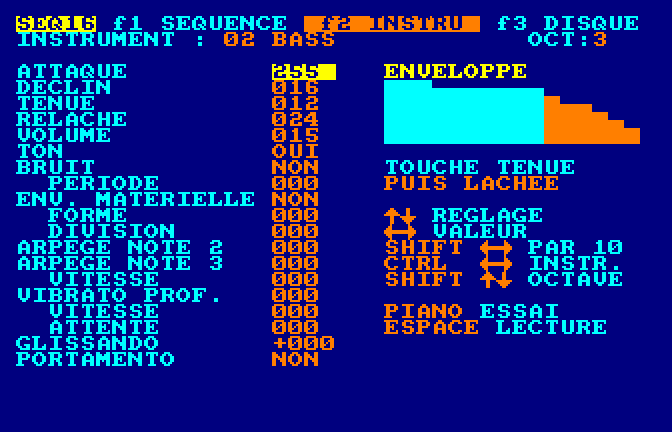 SEQ16 f1 SEQUENCE f2 INSTRU f3 DISQUE
INSTRUMENT : 02 BASS OCT:3
ATTAQUE 255 ENVELOPPE
DECLIN 016
TENUE 012
RELACHE 024
VOLUME 015
TON OUI
BRUIT NON TOUCHE TENUE
PERIODE 000 PUIS LACHEE
ENV. MATERIELLE NON
FORME 000 ↑↓ REGLAGE
DIVISION 000 ↔ VALEUR
ARPEGE NOTE 2 000 SHIFT ↔ PAR 10
ARPEGE NOTE 3 000 CTRL ↔ INSTR.
VITESSE 000 SHIFT ↑↓ OCTAVE
VIBRATO PROF. 000
VITESSE 000 PIANO ESSAI
ATTENTE 000 ESPACE LECTURE
GLISSANDO +000
PORTAMENTO NON